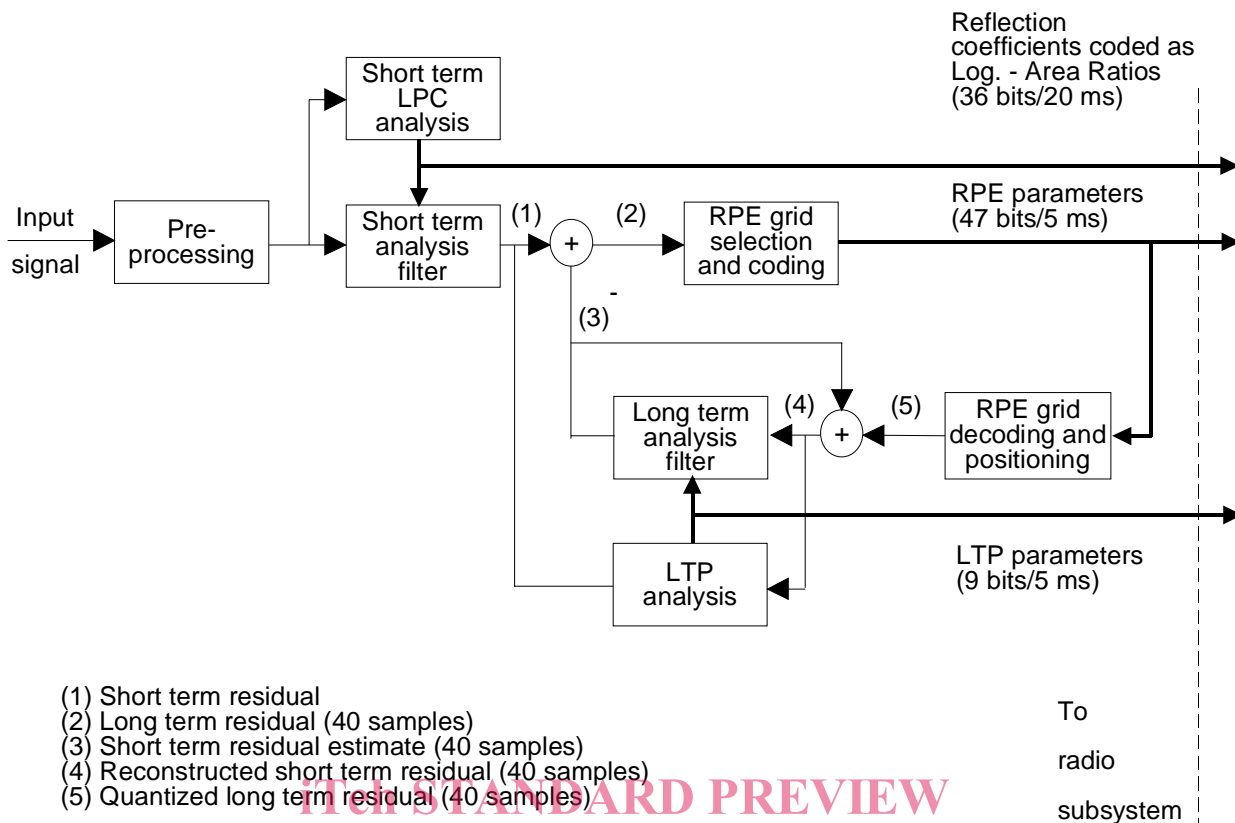 Reflection
coefficients coded as
Log. - Area Ratios
(36 bits/20 ms)
Short term
LPC
analysis
Input
signal
Pre-
processing
Short term
analysis
filter
(1)
+
(2)
RPE grid
selection
and coding
RPE parameters
(47 bits/5 ms)
-
(3)
Long term
analysis
filter
(4)
+
(5)
RPE grid
decoding and
positioning
LTP
analysis
LTP parameters
(9 bits/5 ms)
(1) Short term residual
(2) Long term residual (40 samples)
(3) Short term residual estimate (40 samples)
(4) Reconstructed short term residual (40 samples)
(5) Quantized long term residual (40 samples)
To
radio
subsystem
iTeh STANDARD PREVIEW